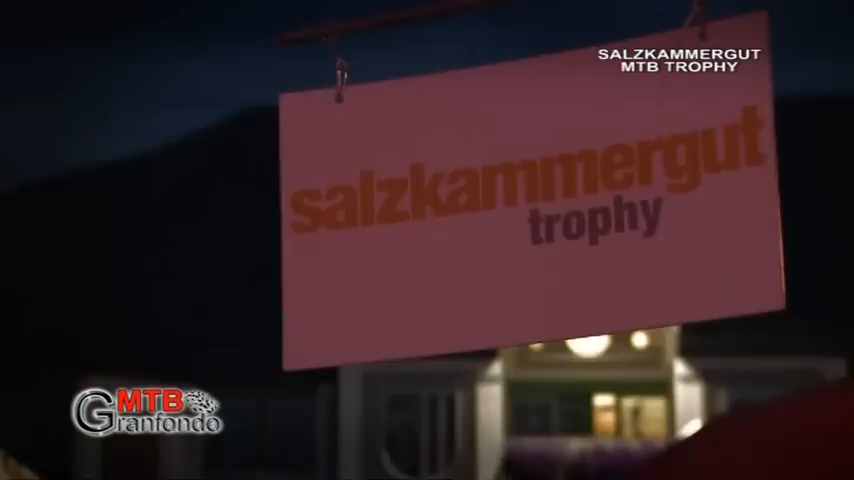 SALZKAMMERGUT
MTB TROPHY
salzkammergut
trophy
MTB
Granfondo